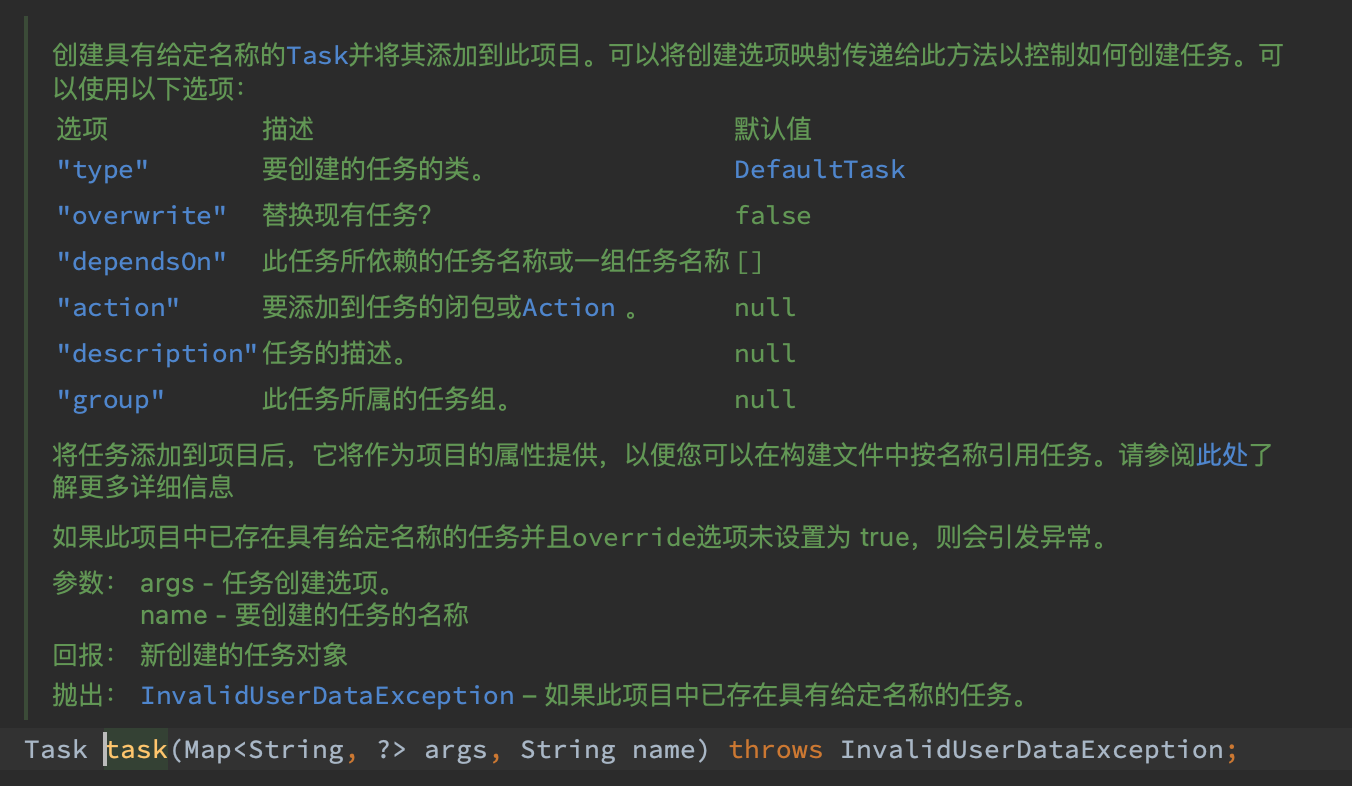 创建具有给定名称的Task并将其添加到此项目。可以将创建选项映射传递给此方法以控制如何创建任务。可
以使用以下选项：
选项 描述 默认值
"type" 要创建的任务的类。 DefaultTask
"overwrite" 替换现有任务？ false
"dependsOn" 此任务所依赖的任务名称或一组任务名称 []
"action" 要添加到任务的闭包或Action 。 null
"description" 任务的描述。 null
"group" 此任务所属的任务组。 null
将任务添加到项目后，它将作为项目的属性提供，以便您可以在构建文件中按名称引用任务。请参阅此处了
解更多详细信息
如果此项目中已存在具有给定名称的任务并且override选项未设置为 true，则会引发异常。
参数： args – 任务创建选项。
name – 要创建的任务的名称
回报： 新创建的任务对象
抛出： InvalidUserDataException – 如果此项目中已存在具有给定名称的任务。
Task task(Map<String, ?> args, String name) throws InvalidUserDataException;